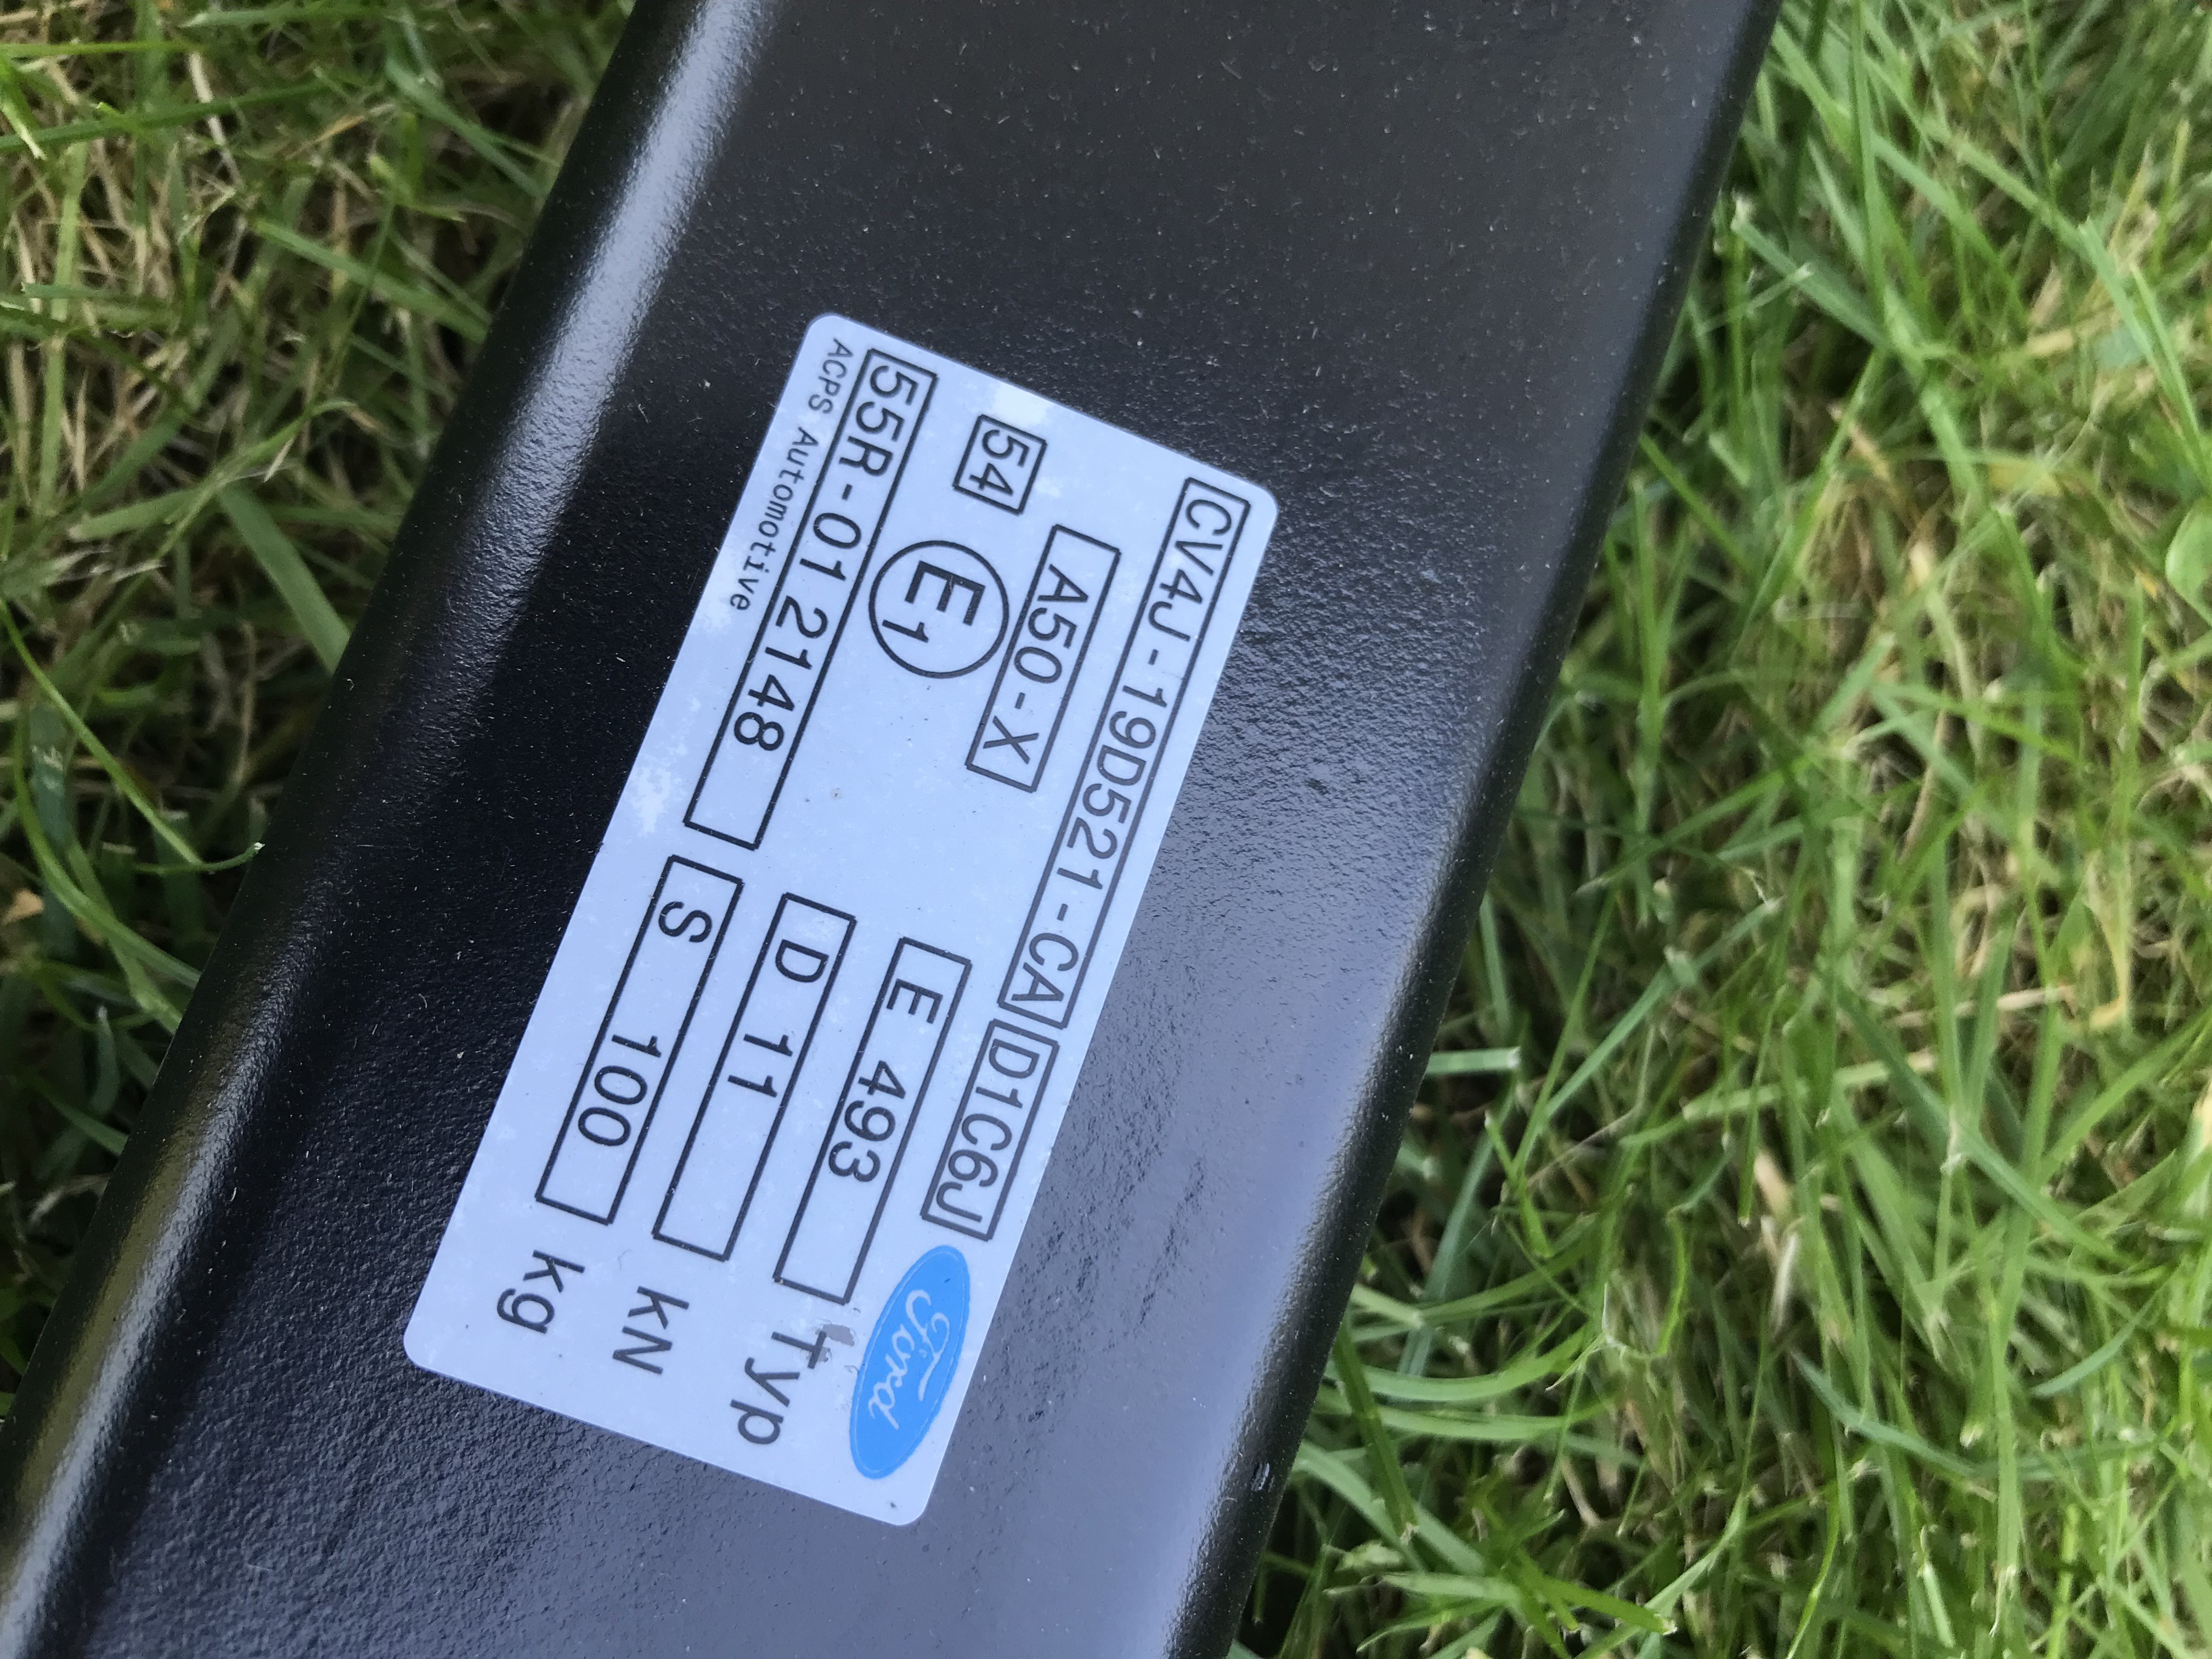 CV4J-19D521-CA D1C6J Ford
A50-X
54 E1 E 493 Typ
D 11 kN
55R-01 2148 S 100 kg
ACPS Automotive